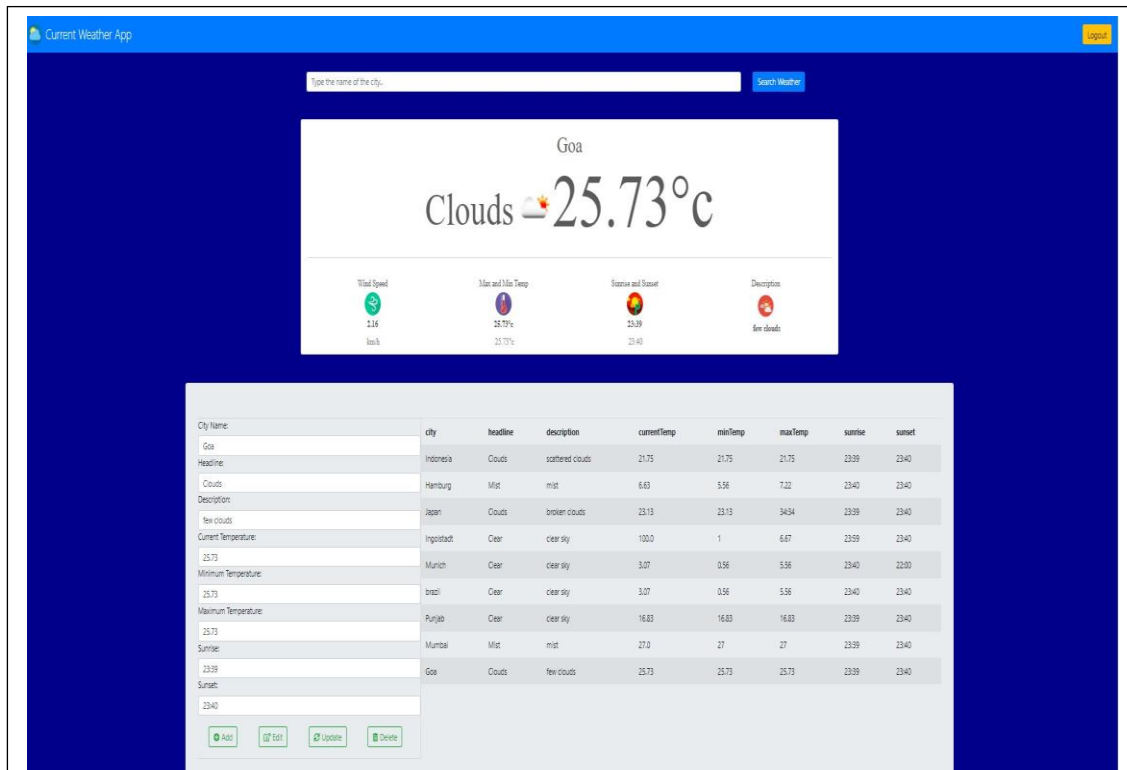 Current Weather App
Logout
Type the name of the city..
Search Weather
Goa
Clouds 25.73°c
Wind Speed Max and Min Temp Sunrise and Sunset Description
2.16 25.73°c 23:39 few clouds
km/h 25.73°c 23:40
City Name:
Goa
Headline:
Clouds
Description:
few clouds
Current Temperature:
25.73
Minimum Temperature:
25.73
Maximum Temperature:
25.73
Sunrise:
23:39
Sunset:
23:40
Add Edit Update Delete
city headline description currentTemp minTemp maxTemp sunrise sunset
Indonesia Clouds scattered clouds 21.75 21.75 21.75 23:39 23:40
Hamburg Mist mist 6.63 5.56 7.22 23:40 23:40
Japan Clouds broken clouds 23.13 23.13 34:54 23:39 23:40
Ingolstadt Clear clear sky 100.0 1 6.67 23:59 23:40
Munich Clear clear sky 3.07 0.56 5.56 23:40 22:00
brazil Clear clear sky 3.07 0.56 5.56 23:40 23:40
Punjab Clear clear sky 16.83 16.83 16.83 23:39 23:40
Mumbai Mist mist 27.0 27 27 23:39 23:40
Goa Clouds few clouds 25.73 25.73 25.73 23:39 23:40